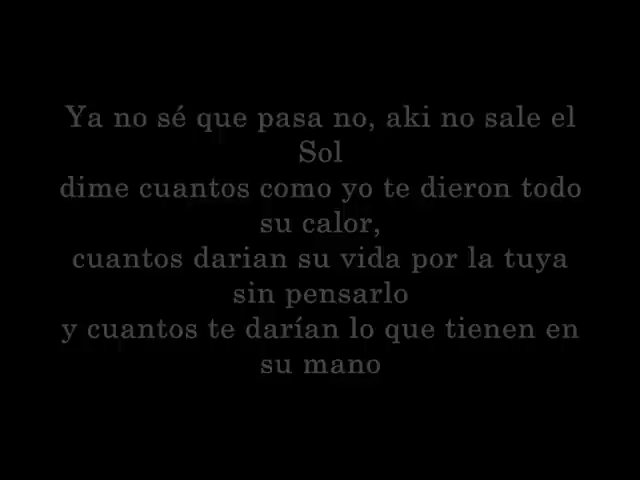 Ya no sé que pasa no, aki no sale el
Sol
dime cuantos como yo te dieron todo
su calor,
cuantos darian su vida por la tuya
sin pensarlo
y cuantos te darían lo que tienen en
su mano